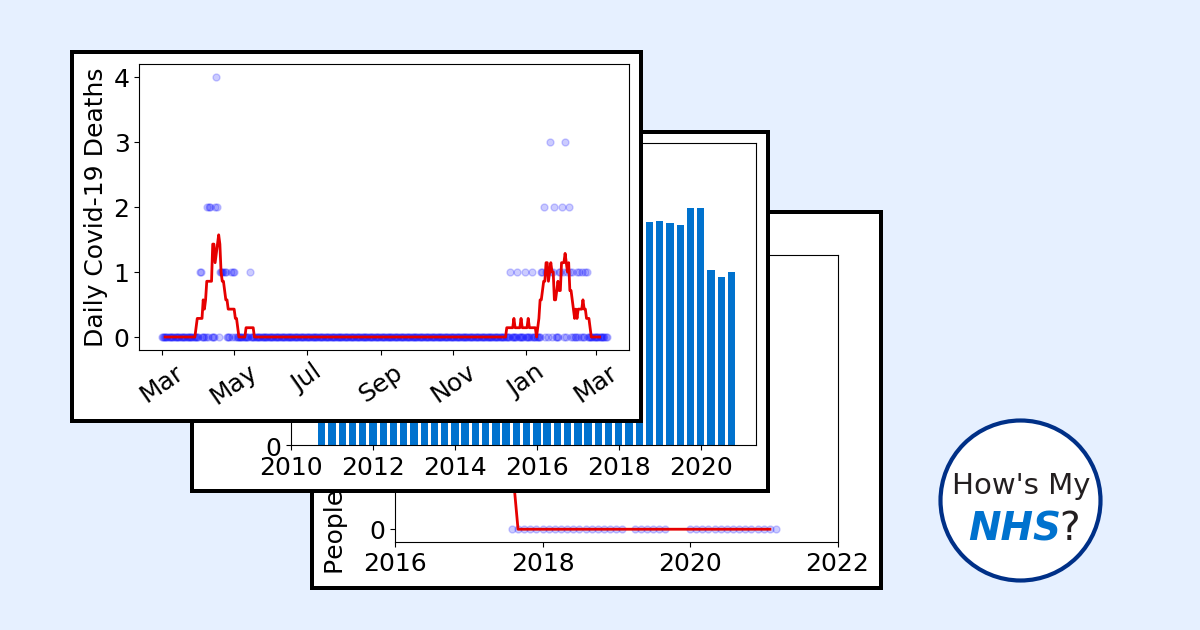 Daily Covid-19 Deaths
4
3
2
1
0
Mar May Jul Sep Nov Jan Mar
0
2010 2012 2014 2016 2018 2020
People
0
2016 2018 2020 2022
How's My
NHS?